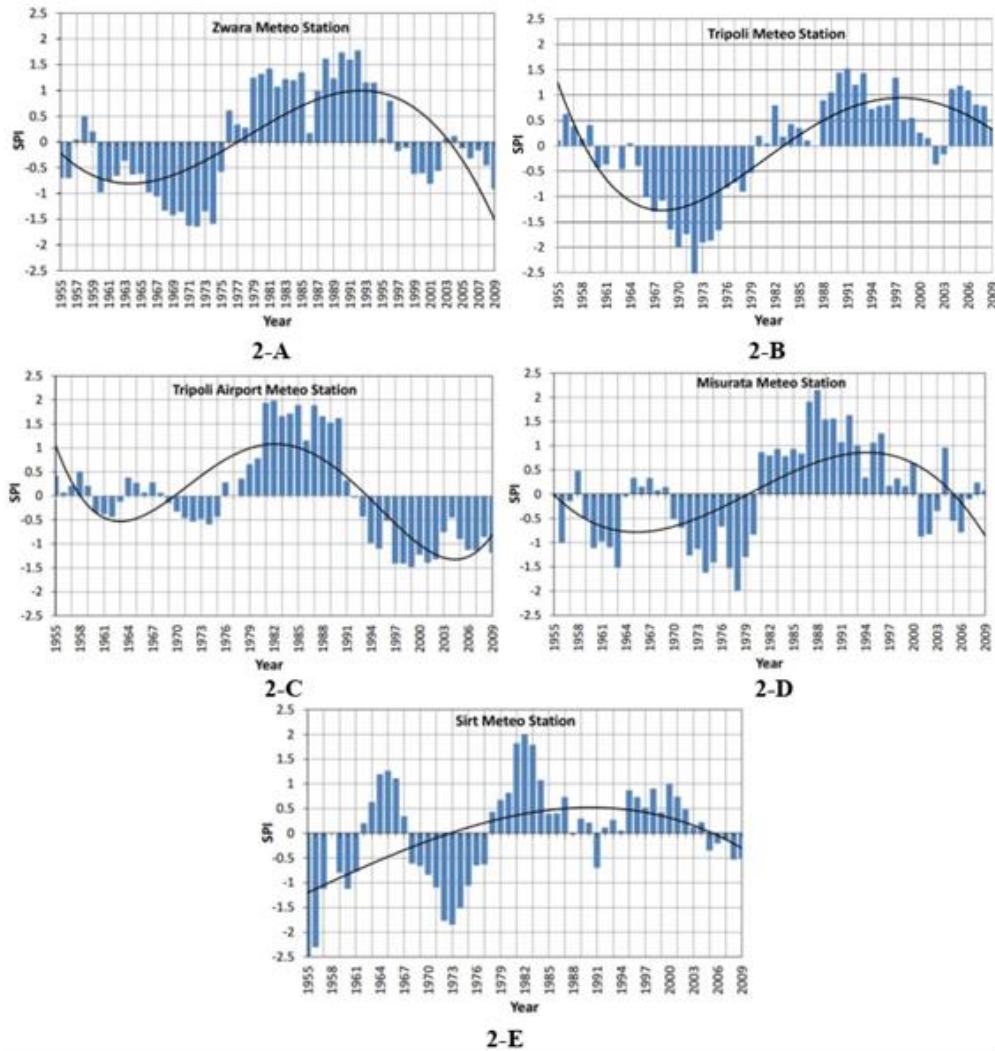 Zwara Meteo Station
2.5
2
1.5
1
0.5
0
-0.5
-1
-1.5
-2
-2.5
SPI
1955 1957 1959 1961 1963 1965 1967 1969 1971 1973 1975 1977 1979 1981 1983 1985 1987 1989 1991 1993 1995 1997 1999 2001 2003 2005 2007 2009
Year
2-A
Tripoli Meteo Station
2.5
2
1.5
1
0.5
0
-0.5
-1
-1.5
-2
-2.5
SPI
1955 1958 1961 1964 1967 1970 1973 1976 1979 1982 1985 1988 1991 1994 1997 2000 2003 2006 2009
Year
2-B
Tripoli Airport Meteo Station
2.5
2
1.5
1
0.5
0
-0.5
-1
-1.5
-2
-2.5
SPI
1955 1958 1961 1964 1967 1970 1973 1976 1979 1982 1985 1988 1991 1994 1997 2000 2003 2006 2009
Year
2-C
Misurata Meteo Station
2.5
2
1.5
1
0.5
0
-0.5
-1
-1.5
-2
-2.5
SPI
1955 1958 1961 1964 1967 1970 1973 1976 1979 1982 1985 1988 1991 1994 1997 2000 2003 2006 2009
Year
2-D
Sirt Meteo Station
2.5
2
1.5
1
0.5
0
-0.5
-1
-1.5
-2
-2.5
SPI
1955 1958 1961 1964 1967 1970 1973 1976 1979 1982 1985 1988 1991 1994 1997 2000 2003 2006 2009
Year
2-E